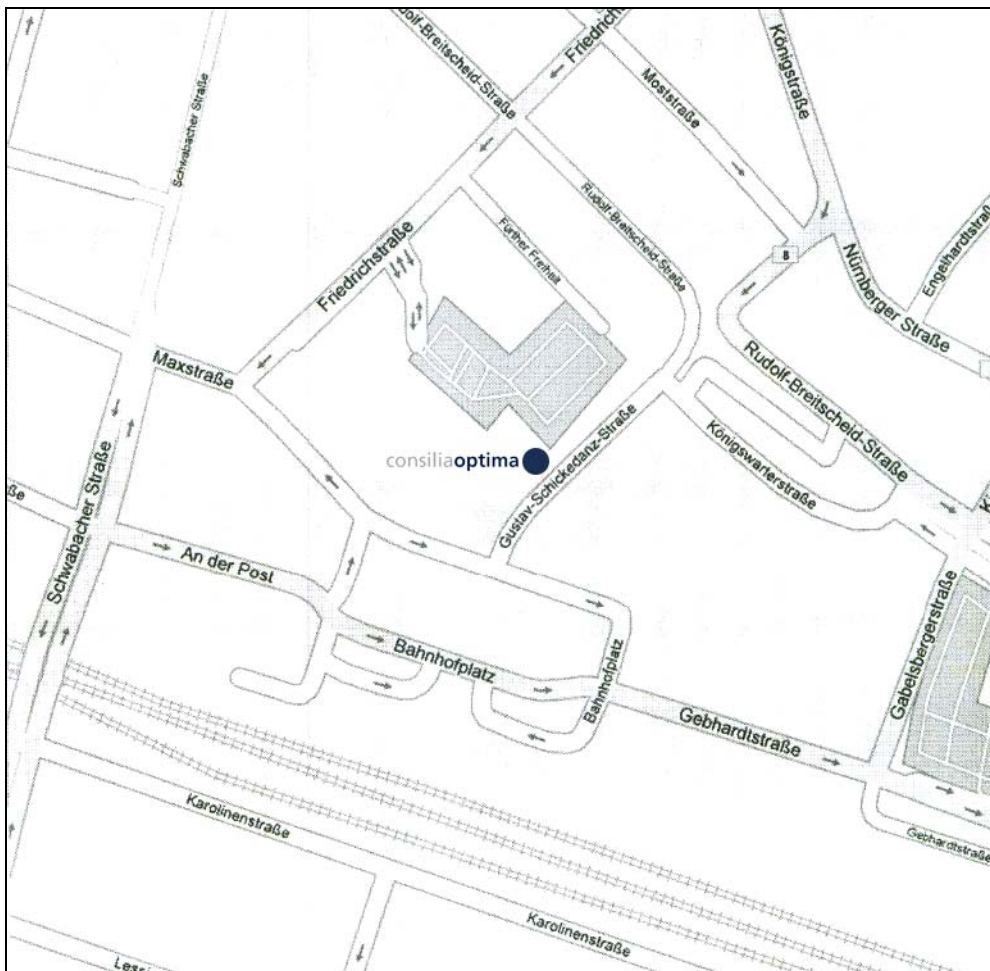 Friedrichstraße
Rudolf-Breitscheid-Straße
Moststraße
Königstraße
Schwabacher Straße
Rudolf-Breitscheid-Straße
Fürther Freiheit
Friedrichstraße
8
Nürnberger Straße
Engelhardtstraße
Maxstraße
Rudolf-Breitscheid-Straße
Königswarterstraße
Gustav-Schickedanz-Straße
consiliaoptima
Schwabacher Straße
An der Post
Bahnhofplatz
Bahnhofplatz
Gabelsbergerstraße
Gebhardtstraße
Gebhardtstraße
Karolinenstraße
Karolinenstraße